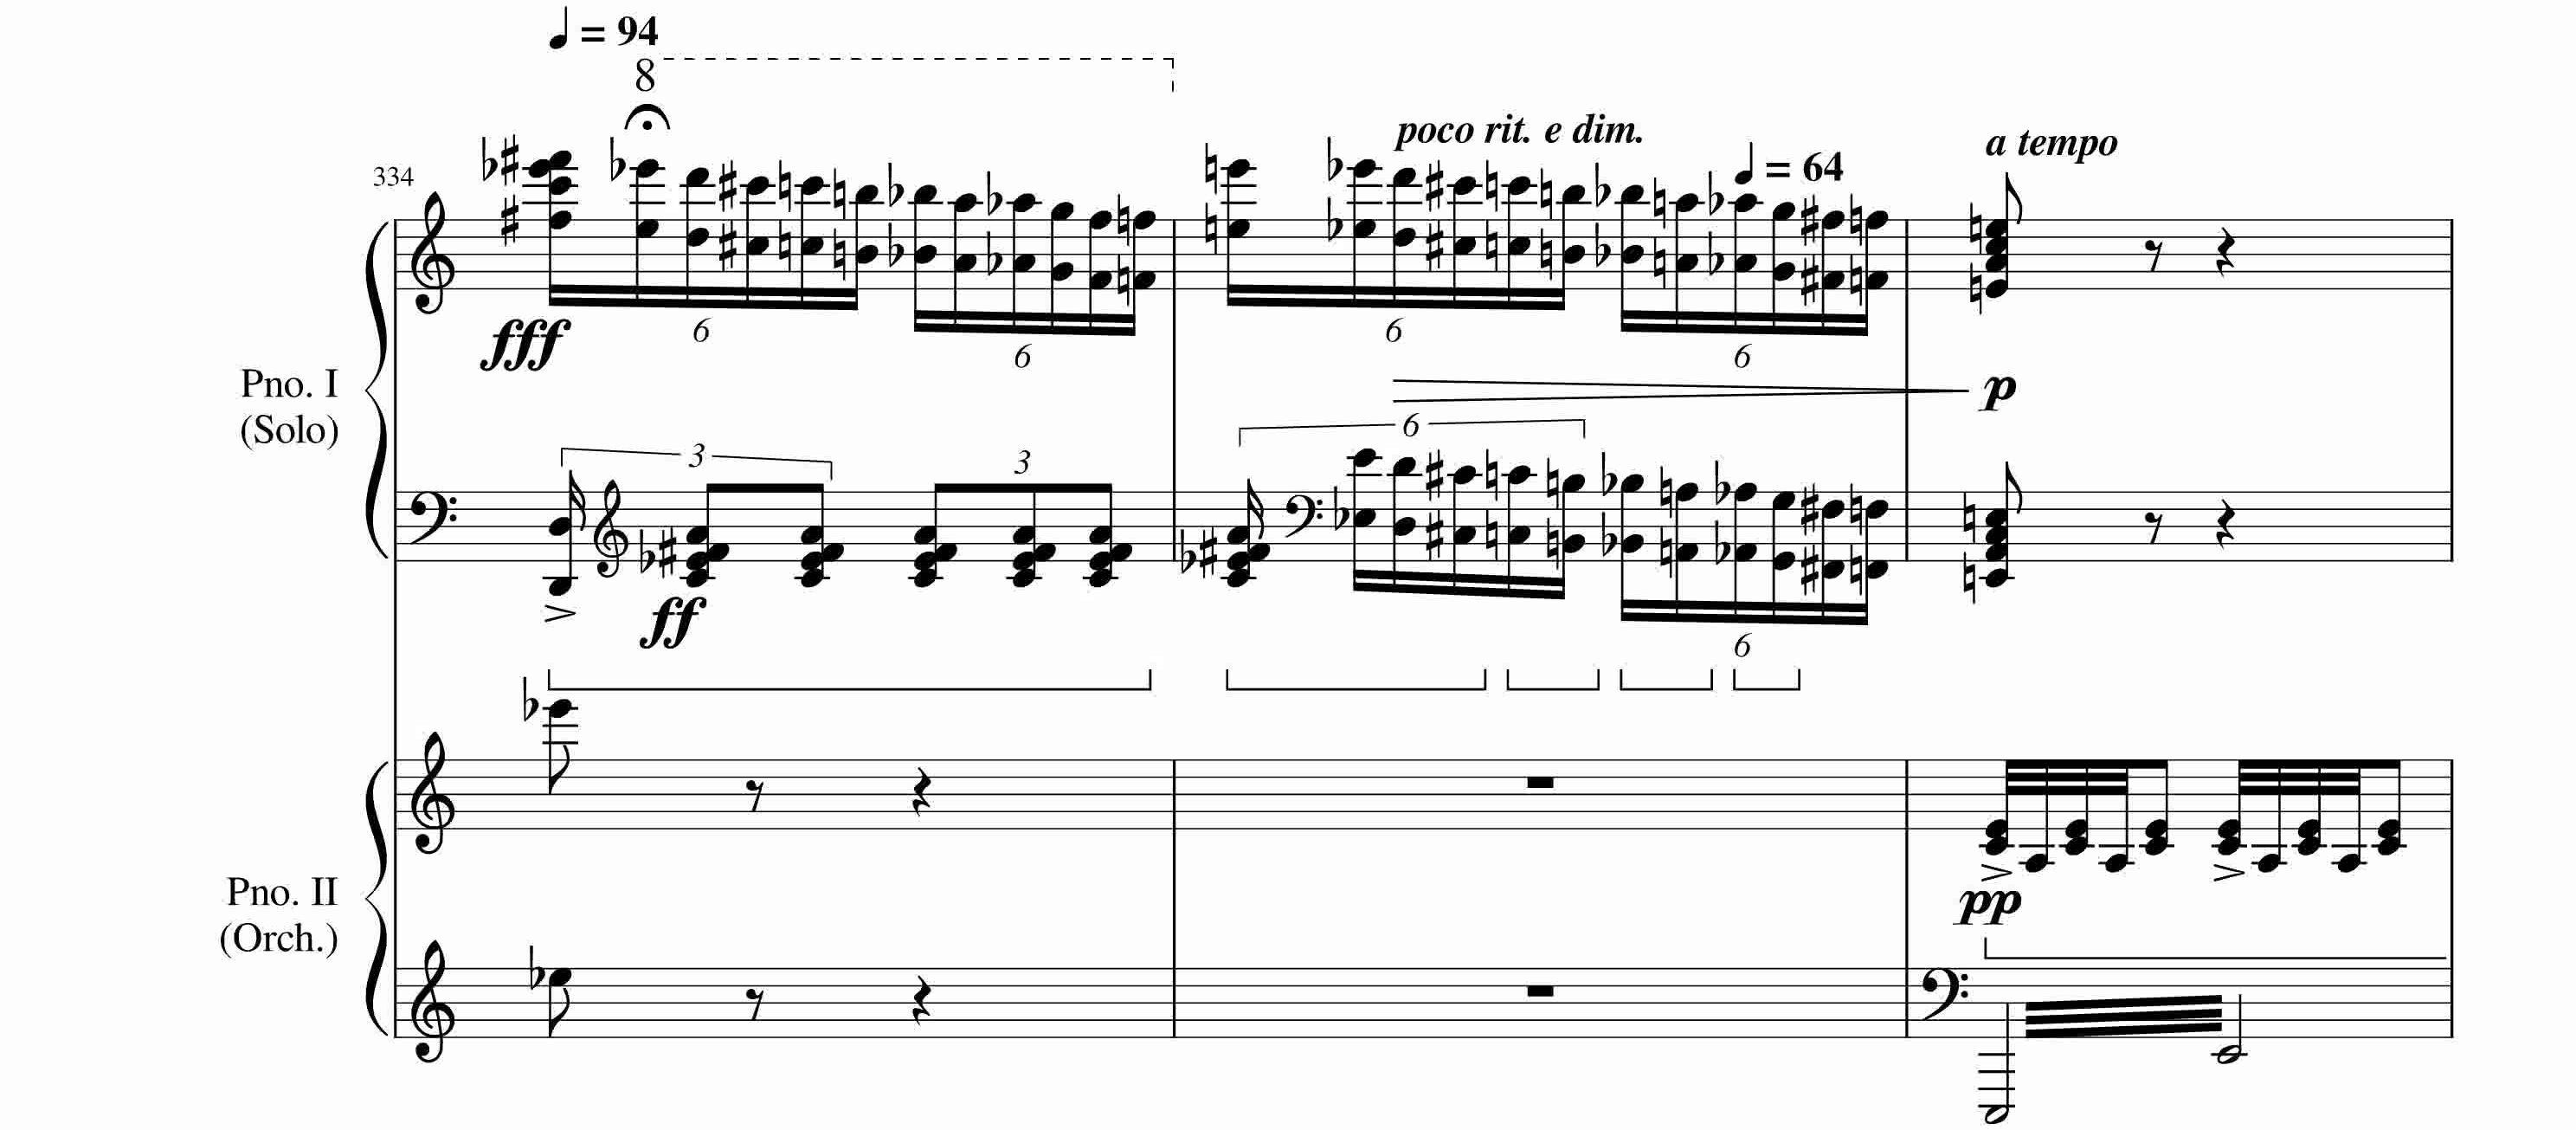 = 94
8
poco rit. e dim.
= 64
a tempo
334
6
6
6
6
fff
Pno. I
(Solo)
p
3
3
6
ff
6
Pno. II
(Orch.)
pp